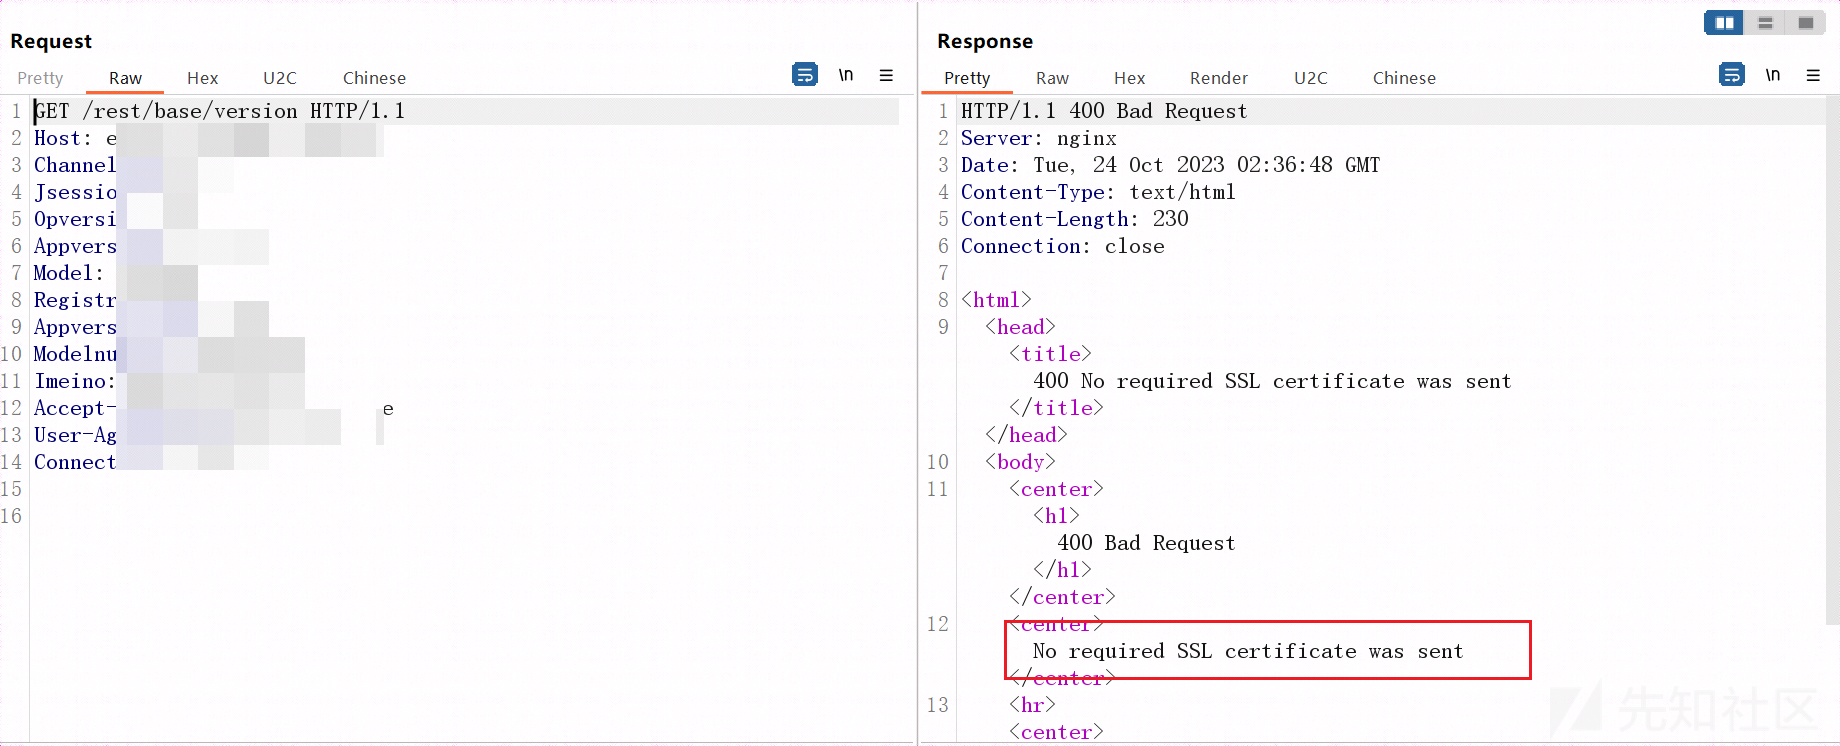 Request
Pretty Raw Hex U2C Chinese
\n
1 GET /rest/base/version HTTP/1.1
2 Host: e
3 Channel
4 Jsessio
5 Opversi
6 Appvers
7 Model:
8 Registr
9 Appvers
10 Modelnu
11 Imeino:
12 Accept- e
13 User-Ag
14 Connect
15
16
Response
Pretty Raw Hex Render U2C Chinese
\n
1 HTTP/1.1 400 Bad Request
2 Server: nginx
3 Date: Tue, 24 Oct 2023 02:36:48 GMT
4 Content-Type: text/html
5 Content-Length: 230
6 Connection: close
7
8 <html>
9 <head>
<title>
400 No required SSL certificate was sent
</title>
</head>
10 <body>
11 <center>
<h1>
400 Bad Request
</h1>
</center>
12 <center>
No required SSL certificate was sent
</center>
13 <hr>
<center>
先知社区